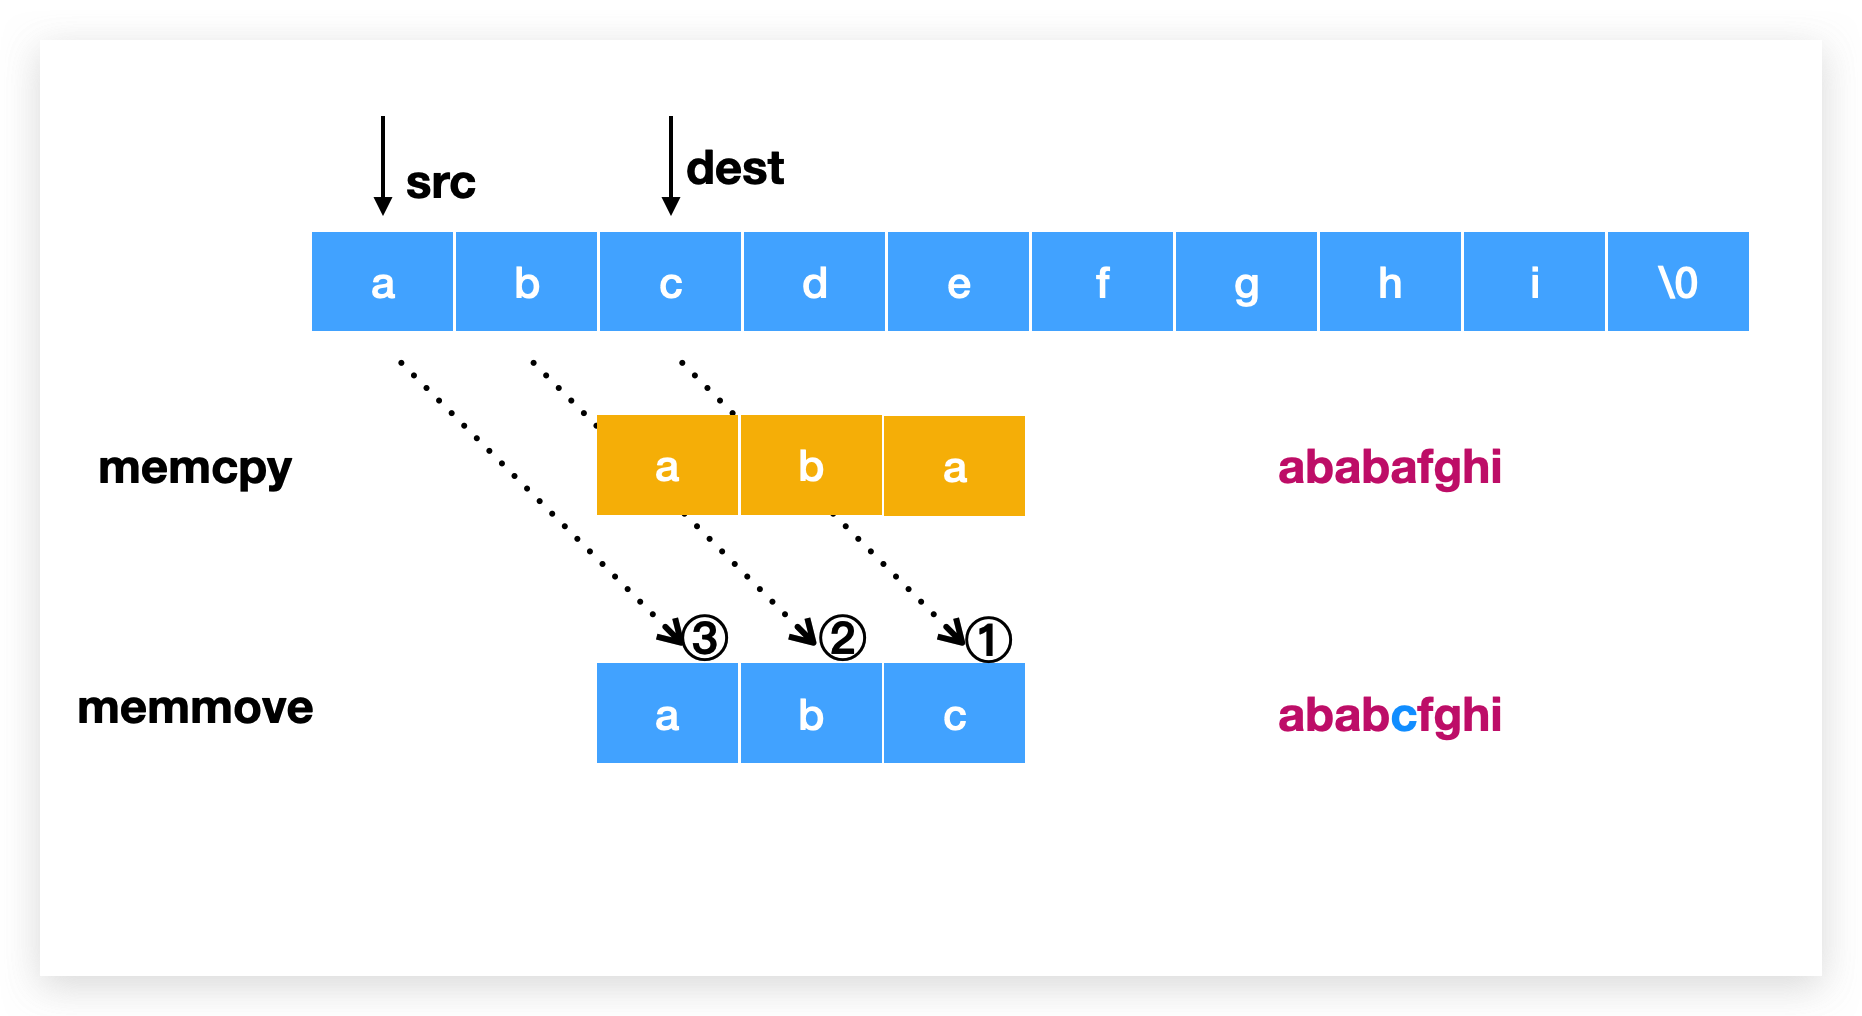 src
dest
a b c d e f g h i \0
memcpy
a b a
ababafghi
③ ② ①
memmove
a b c
ababcfghi